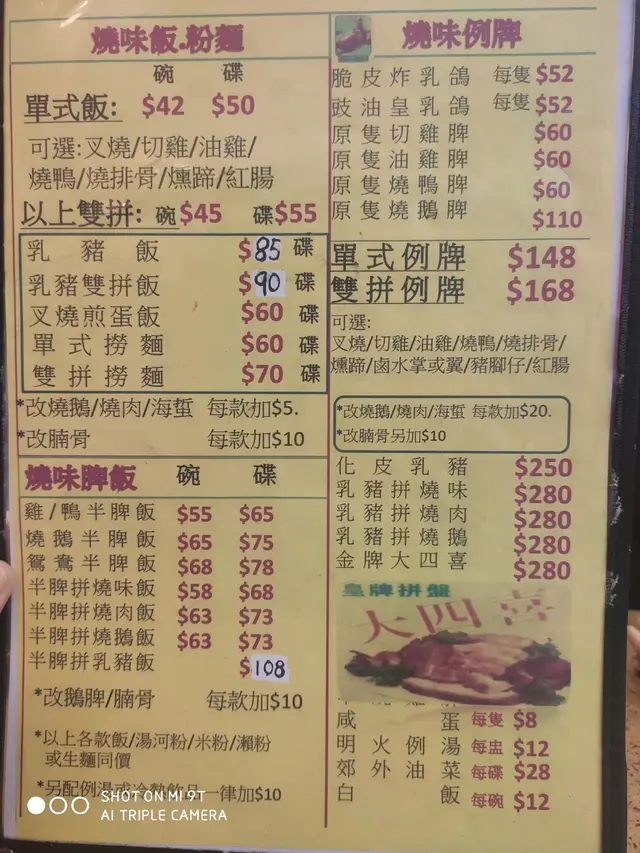 燒味飯.粉麵
碗 碟
單式飯: $42 $50
可選:叉燒/切雞/油雞/
燒鴨/燒排骨/燻蹄/紅腸
以上雙拼: 碗$45 碟$55
乳豬飯 $85 碟
乳豬雙拼飯 $90 碟
叉燒煎蛋飯 $60 碟
單式撈麵 $60 碟
雙拼撈麵 $70 碟
*改燒鵝/燒肉/海蜇 每款加$5.
*改腩骨 每款加$10
燒味脾飯 碗 碟
雞/鴨半脾飯 $55 $65
燒鵝半脾飯 $65 $75
鴛鴦半脾飯 $68 $78
半脾拼燒味飯 $58 $68
半脾拼燒肉飯 $63 $73
半脾拼燒鵝飯 $63 $73
半脾拼乳豬飯 $108
*改鵝脾/腩骨 每款加$10
*以上各款飯/湯河粉/米粉/瀨粉
或生麵同價
*另配例湯或冷熱飲品一律加$10
燒味例牌
脆皮炸乳鴿 每隻$52
豉油皇乳鴿 每隻$52
原隻切雞脾 $60
原隻油雞脾 $60
原隻燒鴨脾 $60
原隻燒鵝脾 $110
單式例牌 $148
雙拼例牌 $168
可選:
叉燒/切雞/油雞/燒鴨/燒排骨/
燻蹄/鹵水掌或翼/豬腳仔/紅腸
*改燒鵝/燒肉/海蜇 每款加$20.
*改腩骨另加$10
化皮乳豬 $250
乳豬拼燒味 $280
乳豬拼燒肉 $280
乳豬拼燒鵝 $280
金牌大四喜 $280
皇牌拼盤
大四喜
咸蛋 每隻 $8
明火例湯 每盅 $12
郊外油菜 每碟 $28
白飯 每碗 $12
SHOT ON MI 9T
AI TRIPLE CAMERA